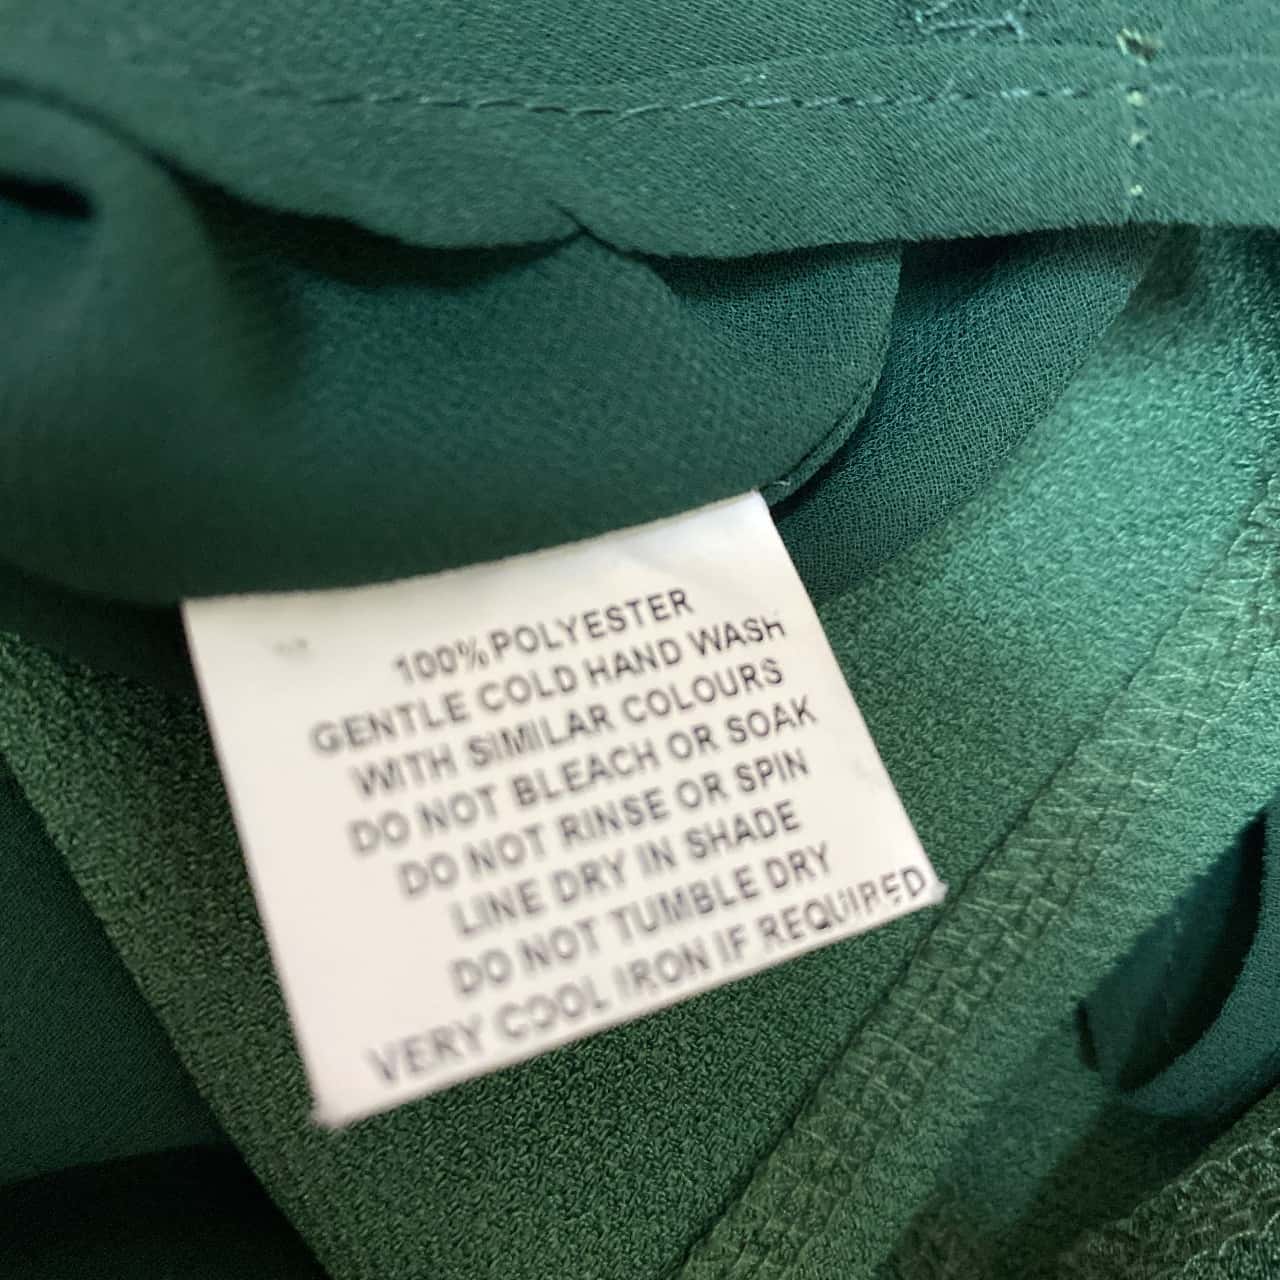 100% POLYESTER
GENTLE COLD HAND WASH
WITH SIMILAR COLOURS
DO NOT BLEACH OR SOAK
DO NOT RINSE OR SPIN
LINE DRY IN SHADE
DO NOT TUMBLE DRY
VERY COOL IRON IF REQUIRED